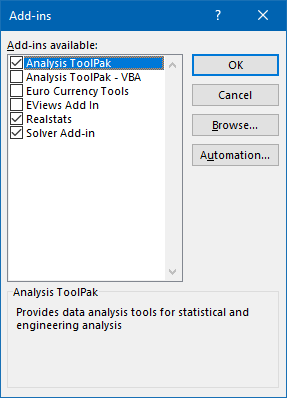 Add-ins
?
Add-ins available:
Analysis ToolPak
Analysis ToolPak - VBA
Euro Currency Tools
EViews Add In
Realstats
Solver Add-in
OK
Cancel
Browse...
Automation...
Analysis ToolPak
Provides data analysis tools for statistical and
engineering analysis